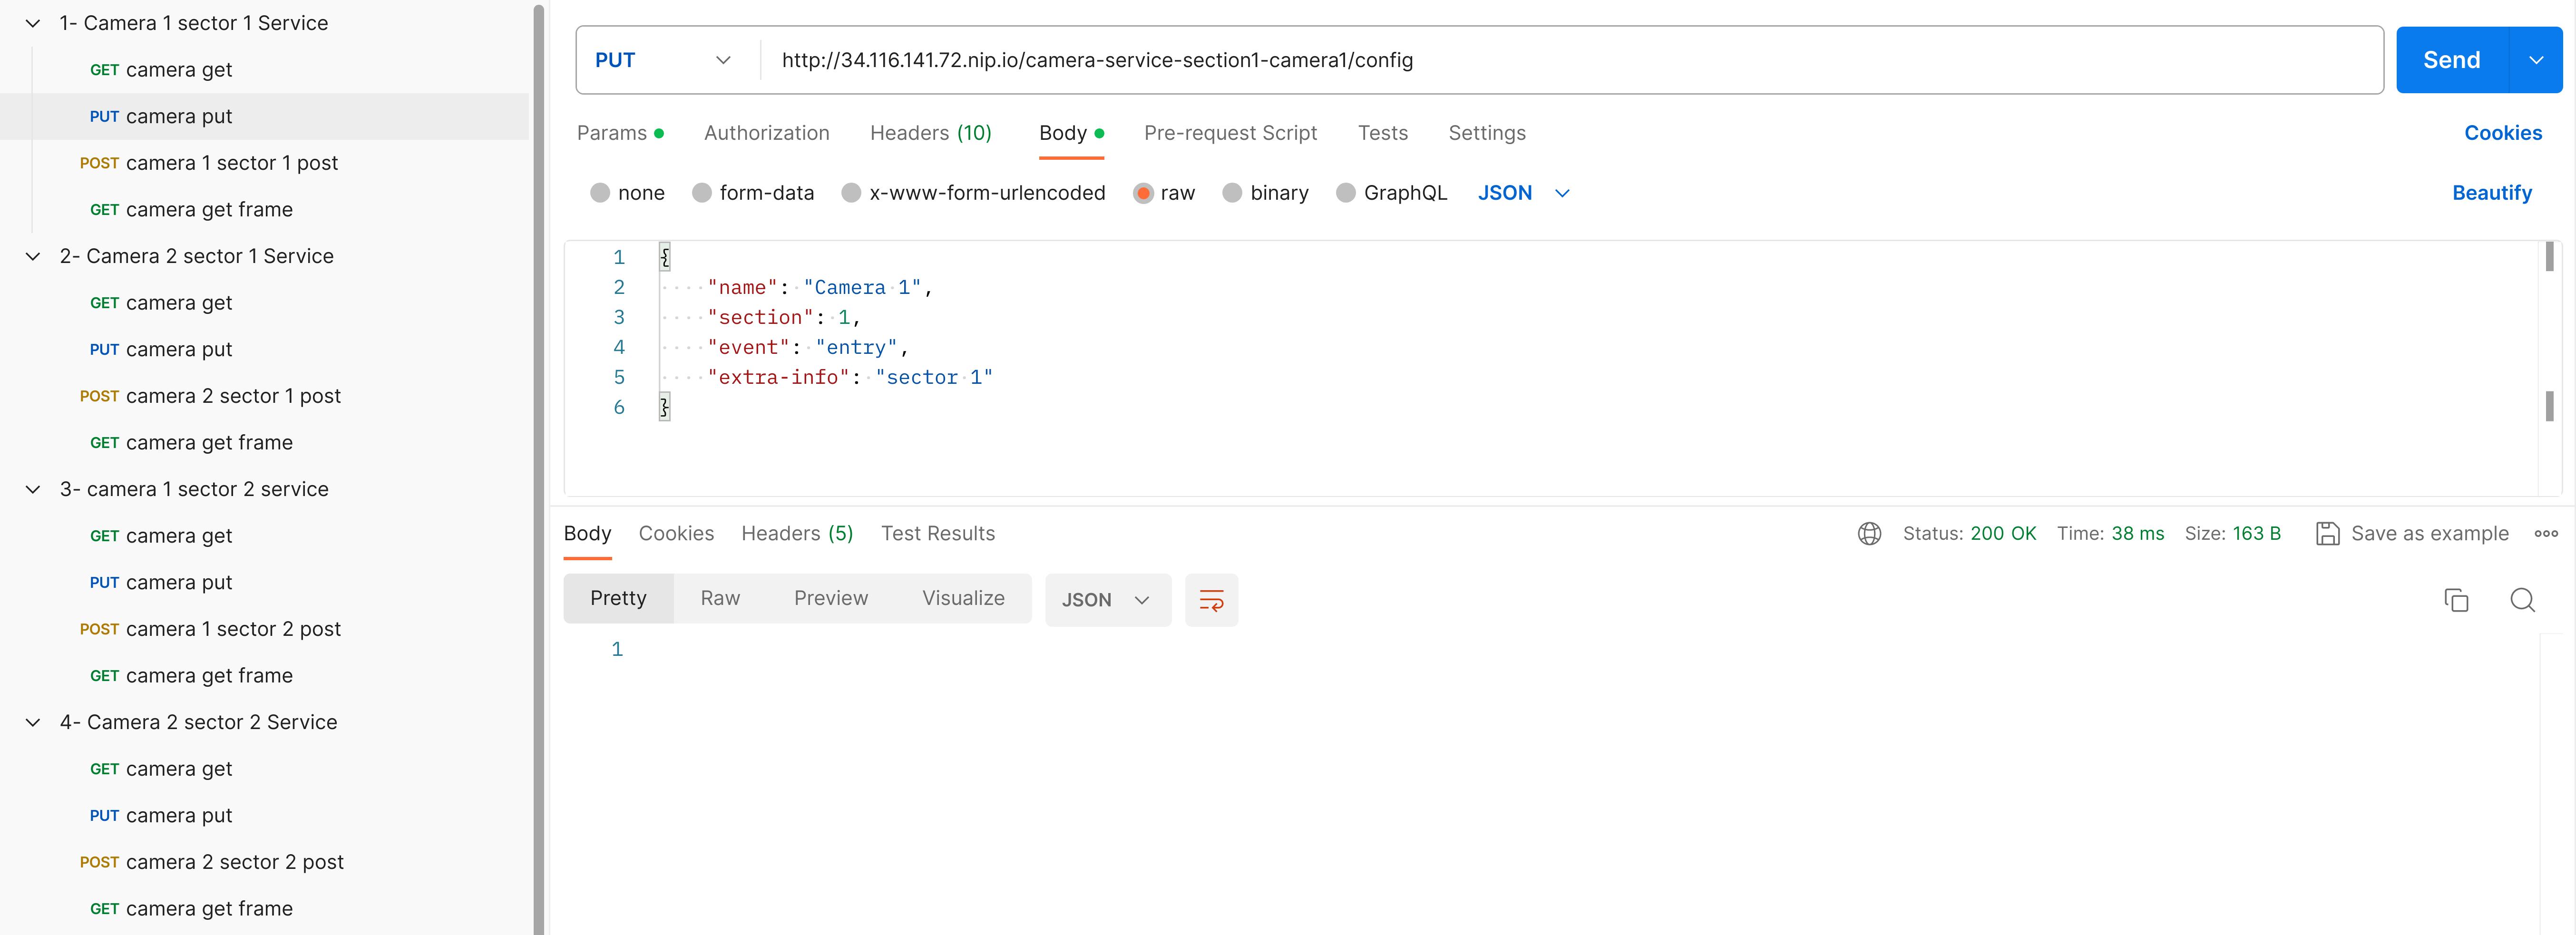 1- Camera 1 sector 1 Service
GET camera get
PUT camera put
POST camera 1 sector 1 post
GET camera get frame
2- Camera 2 sector 1 Service
GET camera get
PUT camera put
POST camera 2 sector 1 post
GET camera get frame
3- camera 1 sector 2 service
GET camera get
PUT camera put
POST camera 1 sector 2 post
GET camera get frame
4- Camera 2 sector 2 Service
GET camera get
PUT camera put
POST camera 2 sector 2 post
GET camera get frame
PUT http://34.116.141.72.nip.io/camera-service-section1-camera1/config Send
Params Authorization Headers (10) Body Pre-request Script Tests Settings Cookies
none form-data x-www-form-urlencoded raw binary GraphQL JSON Beautify
1 {
2 "name": "Camera 1",
3 "section": 1,
4 "event": "entry",
5 "extra-info": "sector 1"
6 }
Body Cookies Headers (5) Test Results Status: 200 OK Time: 38 ms Size: 163 B Save as example
Pretty Raw Preview Visualize JSON
1